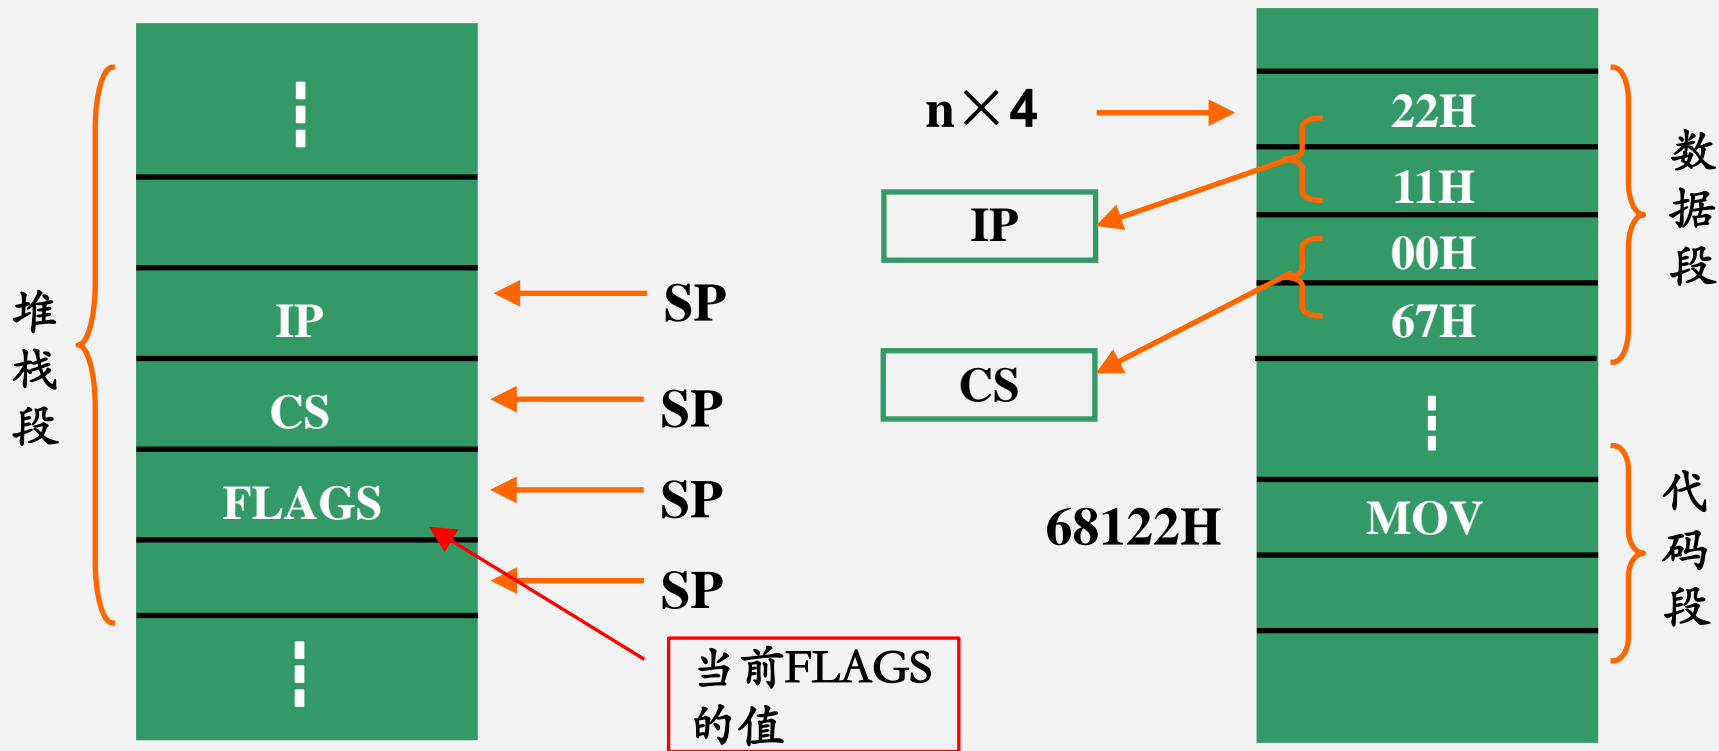 堆
栈
段
IP
CS
FLAGS
SP
SP
SP
SP
当前FLAGS
的值
n×4
IP
CS
68122H
22H
11H
00H
67H
MOV
数
据
段
代
码
段